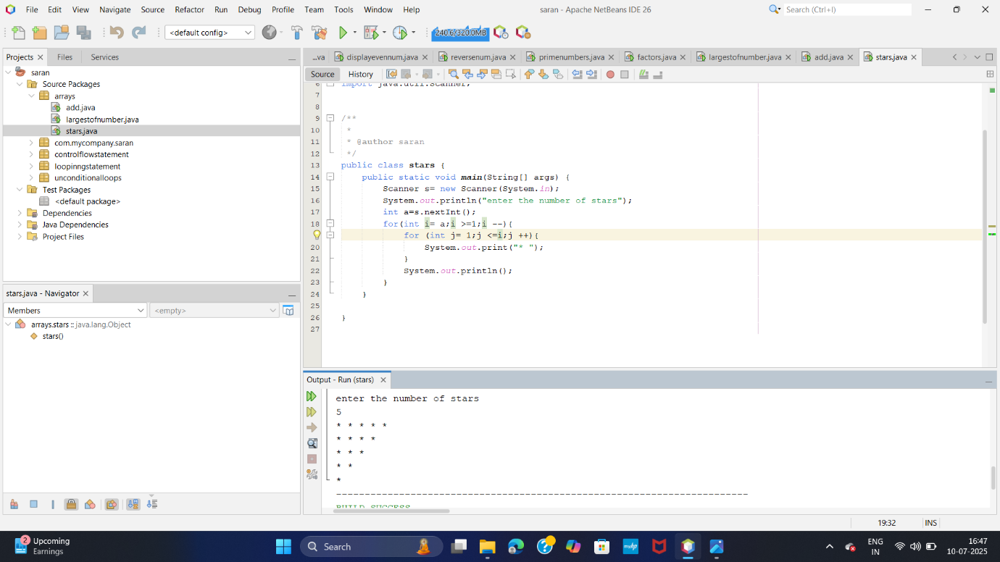 File Edit View Navigate Source Refactor Run Debug Profile Team Tools Window Help
saran - Apache NetBeans IDE 26
Search (Ctrl+I)
<default config>
240.6/320.0MB
Projects
Files
Services
saran
Source Packages
arrays
add.java
largestofnumber.java
stars.java
com.mycompany.saran
controlflowstatement
loopinngstatement
unconditionalloops
Test Packages
<default package>
Dependencies
Java Dependencies
Project Files
stars.java - Navigator
Members
<empty>
arrays.stars :: java.lang.Object
stars()
...va displayevennum.java reversenum.java primenumbers.java factors.java largestofnumber.java add.java stars.java
Source History
6 import java.util.Scanner;
7
8
9 /**
10 *
11 * @author saran
12 */
13 public class stars {
14 public static void main(String[] args) {
15 Scanner s= new Scanner(System.in);
16 System.out.println("enter the number of stars");
17 int a=s.nextInt();
18 for(int i= a;i >=1;i --){
for (int j= 1;j <=i;j ++){
20 System.out.print("* ");
21 }
22 System.out.println();
23 }
24 }
25
26 }
27
Output - Run (stars)
enter the number of stars
5
* * * * *
* * * *
* * *
* *
*
------------------------------------------------------------------------
BUILD SUCCESS
19:32
INS
2
Upcoming
Earnings
Search
myhp
ENG
IN
16:47
10-07-2025